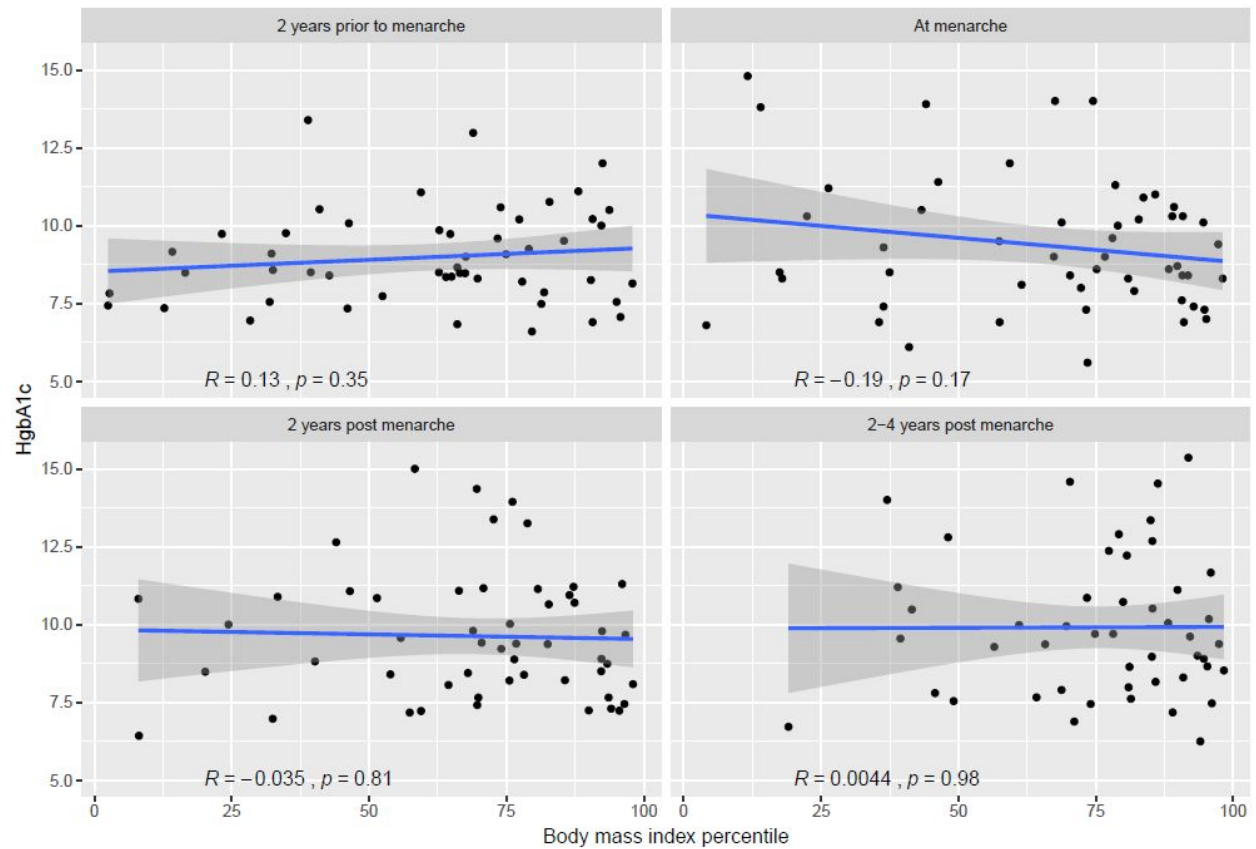 2 years prior to menarche
At menarche
15.0
12.5
10.0
7.5
5.0
R = 0.13 , p = 0.35
R = −0.19 , p = 0.17
2 years post menarche
2−4 years post menarche
15.0
12.5
10.0
7.5
5.0
R = −0.035 , p = 0.81
R = 0.0044 , p = 0.98
0
25
50
75
100
0
25
50
75
100
HgbA1c
Body mass index percentile